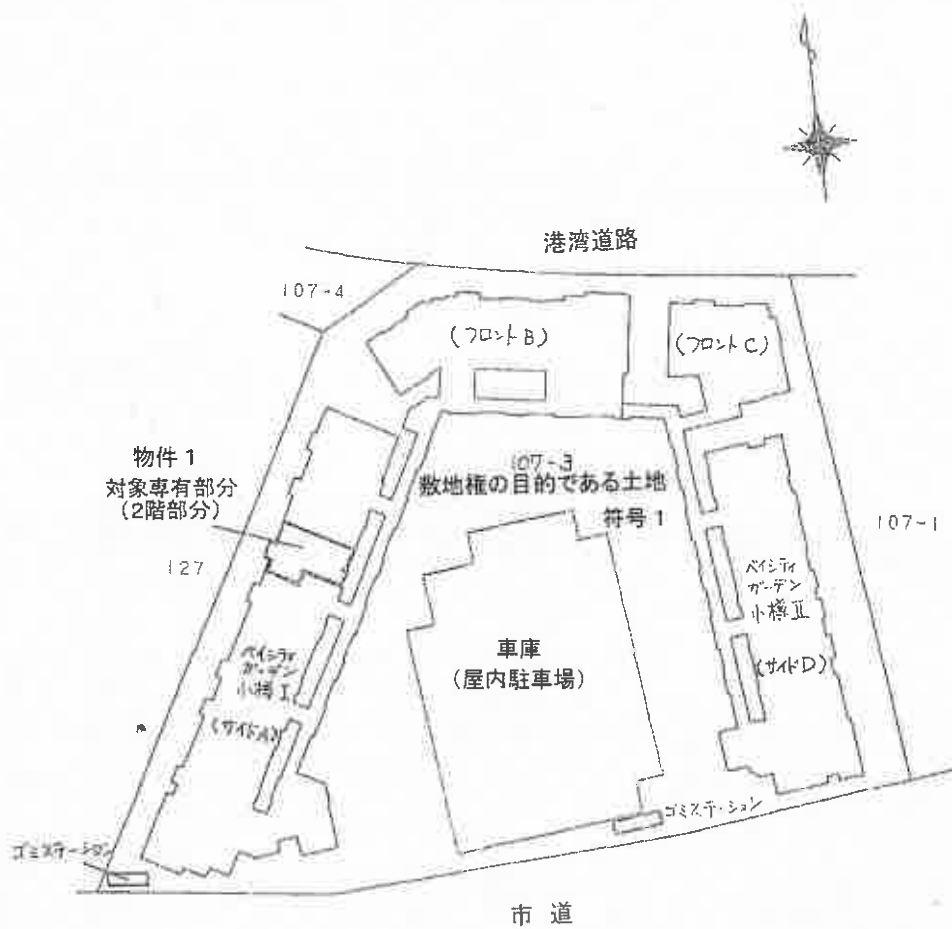 港湾道路
107-4
(フロントB)
(フロントC)
物件1
対象専有部分
(2階部分)
107-3
敷地権の目的である土地
符号1
107-1
127
ベイシティ
ガーデン
小樽Ⅱ
(サイドD)
車庫
(屋内駐車場)
ベイシティ
ガーデン
小樽Ⅰ
(サイドA)
ゴミステーション
ゴミステーション
市道